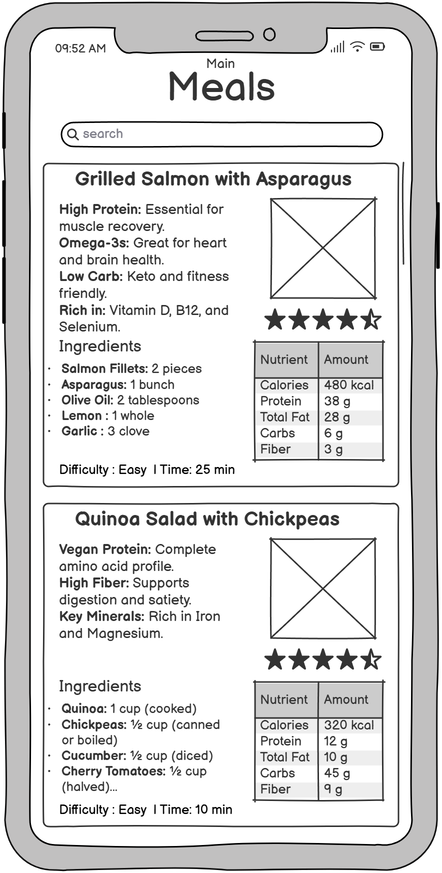 09:52 AM
Main
Meals
search
Grilled Salmon with Asparagus
High Protein: Essential for
muscle recovery.
Omega-3s: Great for heart
and brain health.
Low Carb: Keto and fitness
friendly.
Rich in: Vitamin D, B12, and
Selenium.
Ingredients
· Salmon Fillets: 2 pieces
· Asparagus: 1 bunch
· Olive Oil: 2 tablespoons
· Lemon : 1 whole
· Garlic : 3 clove
Nutrient Amount
Calories 480 kcal
Protein 38 g
Total Fat 28 g
Carbs 6 g
Fiber 3 g
Difficulty : Easy | Time: 25 min
Quinoa Salad with Chickpeas
Vegan Protein: Complete
amino acid profile.
High Fiber: Supports
digestion and satiety.
Key Minerals: Rich in Iron
and Magnesium.
Ingredients
· Quinoa: 1 cup (cooked)
· Chickpeas: ½ cup (canned
or boiled)
· Cucumber: ½ cup (diced)
· Cherry Tomatoes: ½ cup
(halved)...
Nutrient Amount
Calories 320 kcal
Protein 12 g
Total Fat 10 g
Carbs 45 g
Fiber 9 g
Difficulty : Easy | Time: 10 min